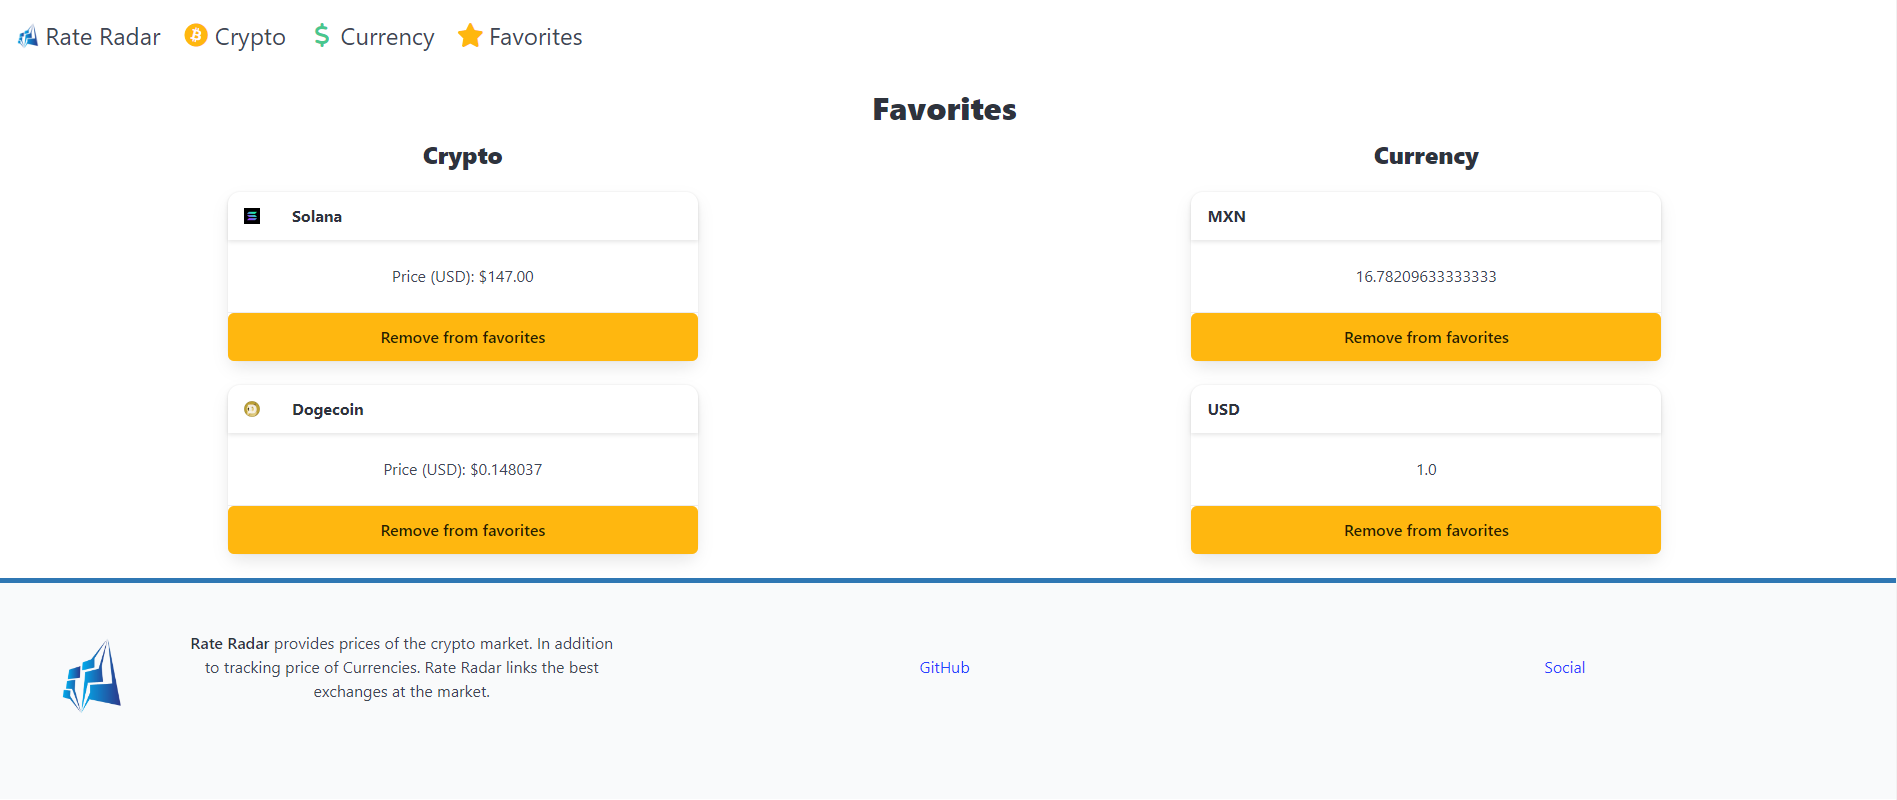 Rate Radar Crypto Currency Favorites
Favorites
Crypto
Solana
Price (USD): $147.00
Remove from favorites
Dogecoin
Price (USD): $0.148037
Remove from favorites
Currency
MXN
16.78209633333333
Remove from favorites
USD
1.0
Remove from favorites
Rate Radar provides prices of the crypto market. In addition
to tracking price of Currencies. Rate Radar links the best
exchanges at the market.
GitHub
Social